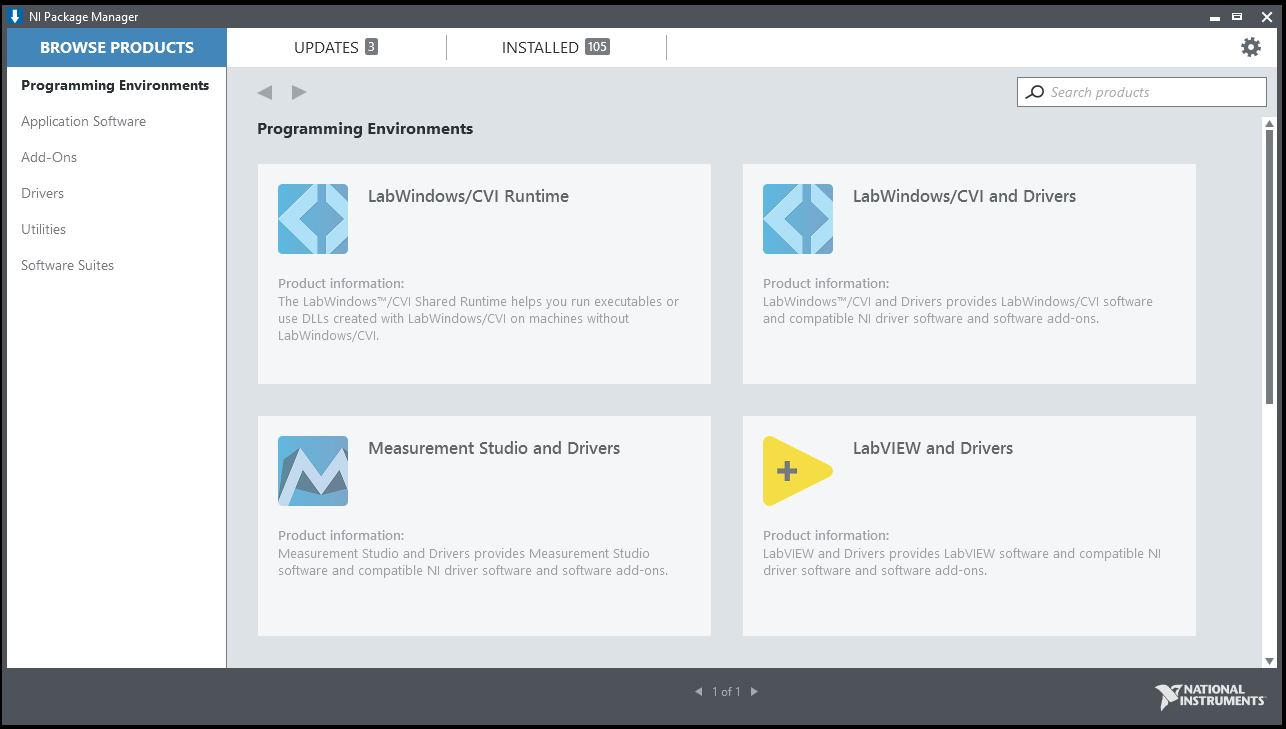 NI Package Manager
BROWSE PRODUCTS
UPDATES 3
INSTALLED 105
Programming Environments
Application Software
Add-Ons
Drivers
Utilities
Software Suites
Search products
Programming Environments
LabWindows/CVI Runtime
Product information:
The LabWindows™/CVI Shared Runtime helps you run executables or
use DLLs created with LabWindows/CVI on machines without
LabWindows/CVI.
LabWindows/CVI and Drivers
Product information:
LabWindows™/CVI and Drivers provides LabWindows/CVI software
and compatible NI driver software and software add-ons.
Measurement Studio and Drivers
Product information:
Measurement Studio and Drivers provides Measurement Studio
software and compatible NI driver software and software add-ons.
LabVIEW and Drivers
Product information:
LabVIEW and Drivers provides LabVIEW software and compatible NI
driver software and software add-ons.
1 of 1
NATIONAL
INSTRUMENTS